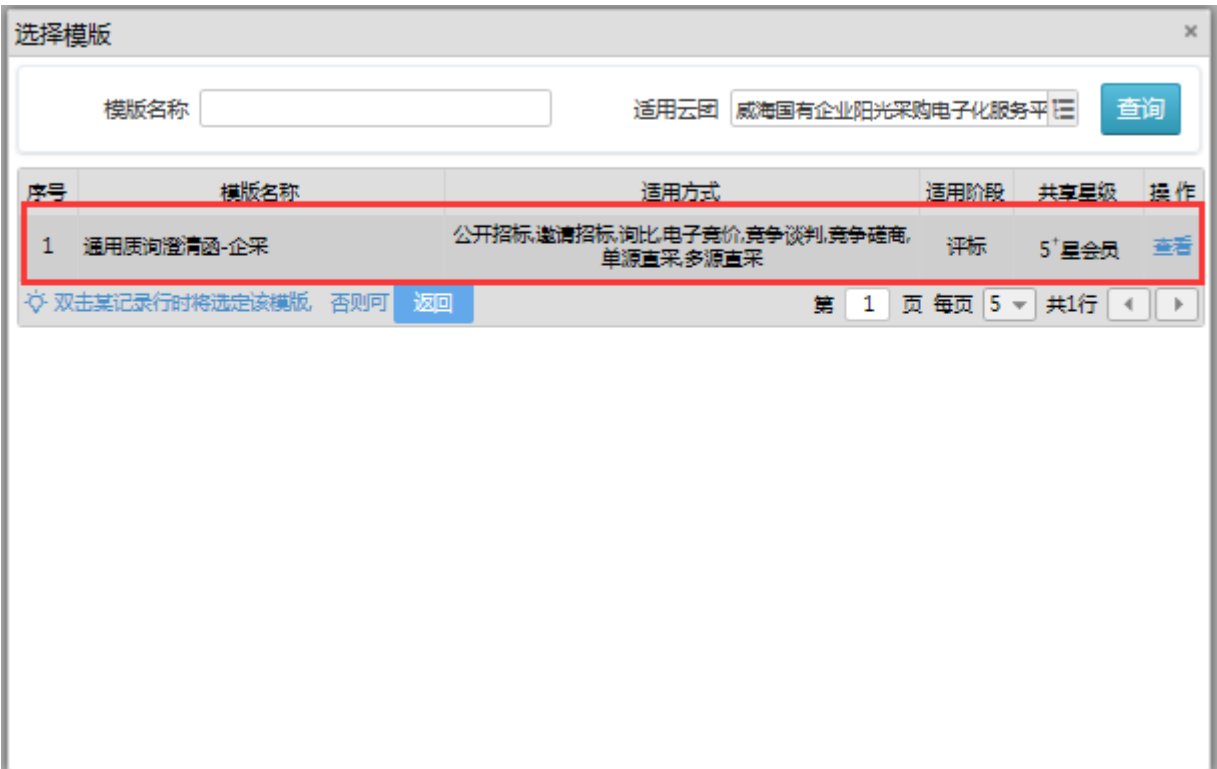 选择模版 ×
模版名称 适用云团 威海国有企业阳光采购电子化服务平 查询
序号 模版名称 适用方式 适用阶段 共享星级 操作
1 通用质询澄清函-企采 公开招标,邀请招标,询比,电子竞价,竞争谈判,竞争磋商, 评标 5+星会员 查看
单源直采,多源直采
双击某记录行时将选定该模版, 否则可 返回 第 1 页 每页 5 共1行